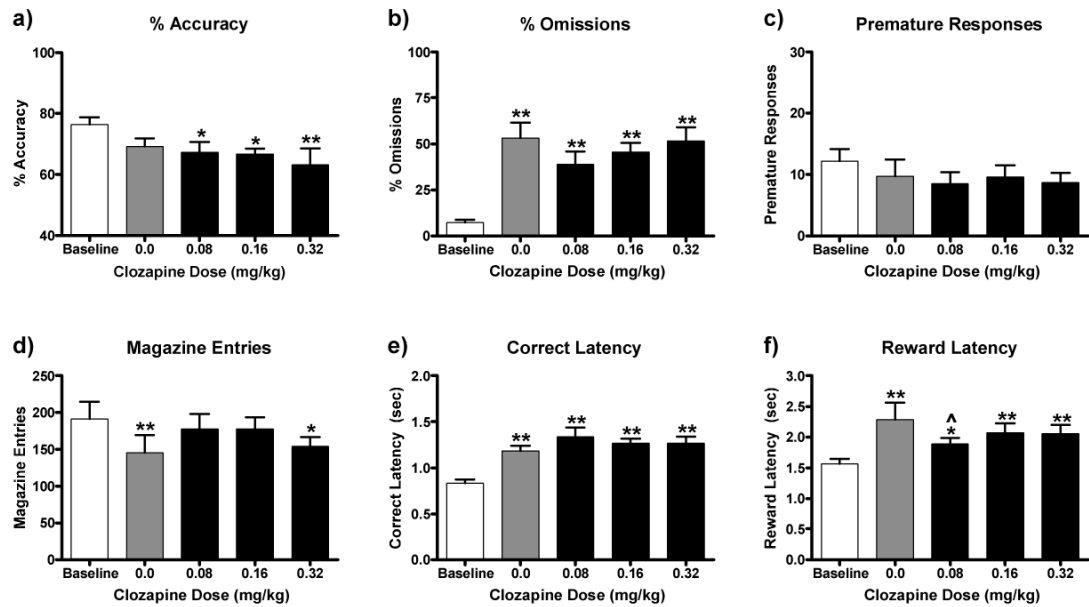 a) % Accuracy
% Accuracy
100
80
60
40
* * **
Baseline 0.0 0.08 0.16 0.32
Clozapine Dose (mg/kg)
b) % Omissions
% Omissions
100
75
50
25
0
** ** ** **
Baseline 0.0 0.08 0.16 0.32
Clozapine Dose (mg/kg)
c) Premature Responses
Premature Responses
30
20
10
0
Baseline 0.0 0.08 0.16 0.32
Clozapine Dose (mg/kg)
d) Magazine Entries
Magazine Entries
250
200
150
100
50
0
** *
Baseline 0.0 0.08 0.16 0.32
Clozapine Dose (mg/kg)
e) Correct Latency
Correct Latency (sec)
2.0
1.5
1.0
0.5
0.0
** ** ** **
Baseline 0.0 0.08 0.16 0.32
Clozapine Dose (mg/kg)
f) Reward Latency
Reward Latency (sec)
3.0
2.5
2.0
1.5
1.0
0.5
0.0
^
** * ** **
Baseline 0.0 0.08 0.16 0.32
Clozapine Dose (mg/kg)